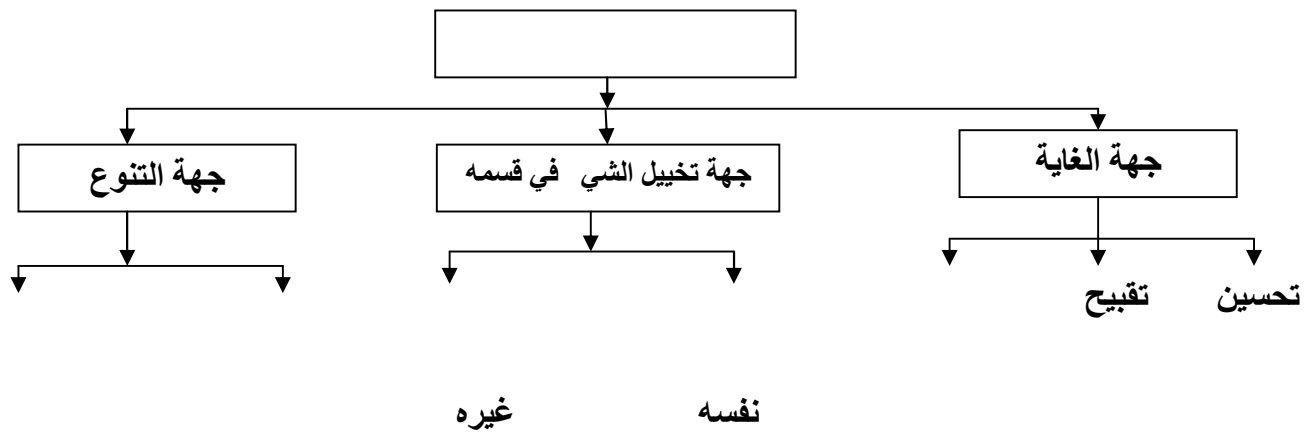 جهة الغاية
جهة تخييل الشي في قسمه
جهة التنوع
تحسين
تقبيح
نفسه
غيره